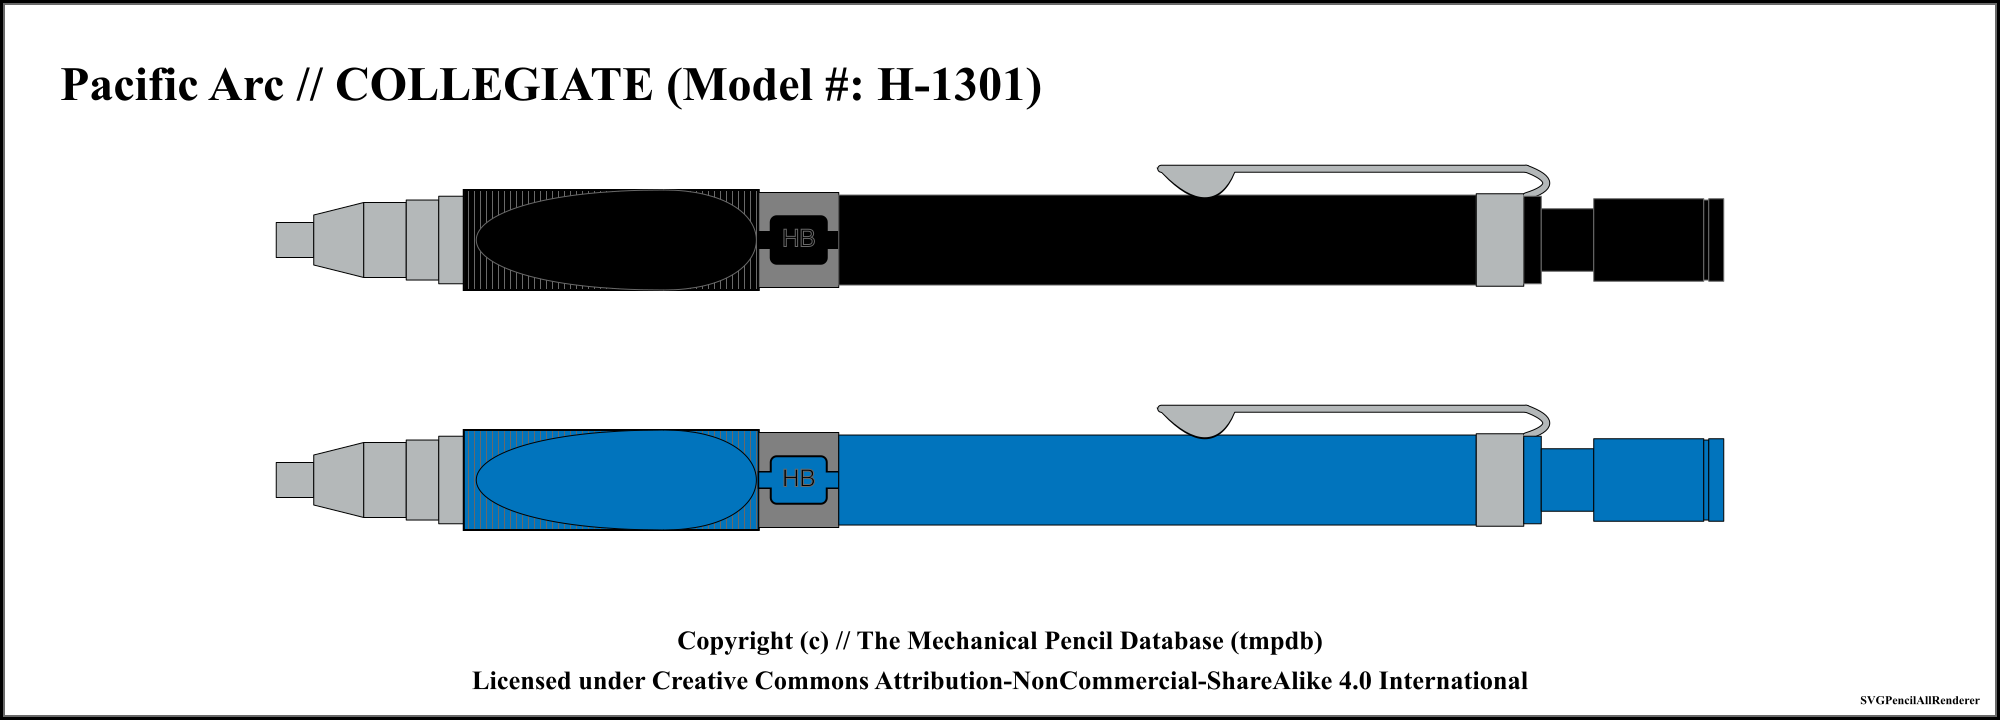 Pacific Arc // COLLEGIATE (Model #: H-1301)
HB
HB
Copyright (c) // The Mechanical Pencil Database (tmpdb)
Licensed under Creative Commons Attribution-NonCommercial-ShareAlike 4.0 International
SVGPencilAllRenderer